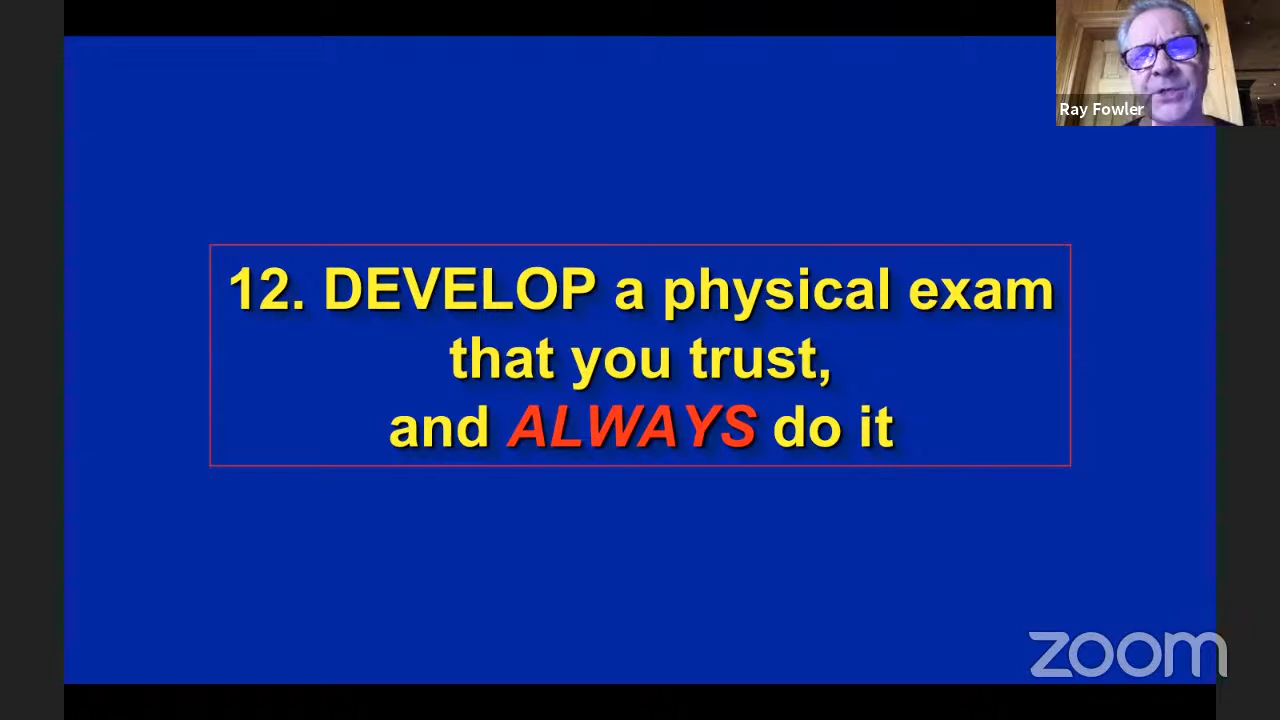 Ray Fowler
12. DEVELOP a physical exam
that you trust,
and ALWAYS do it
zoom